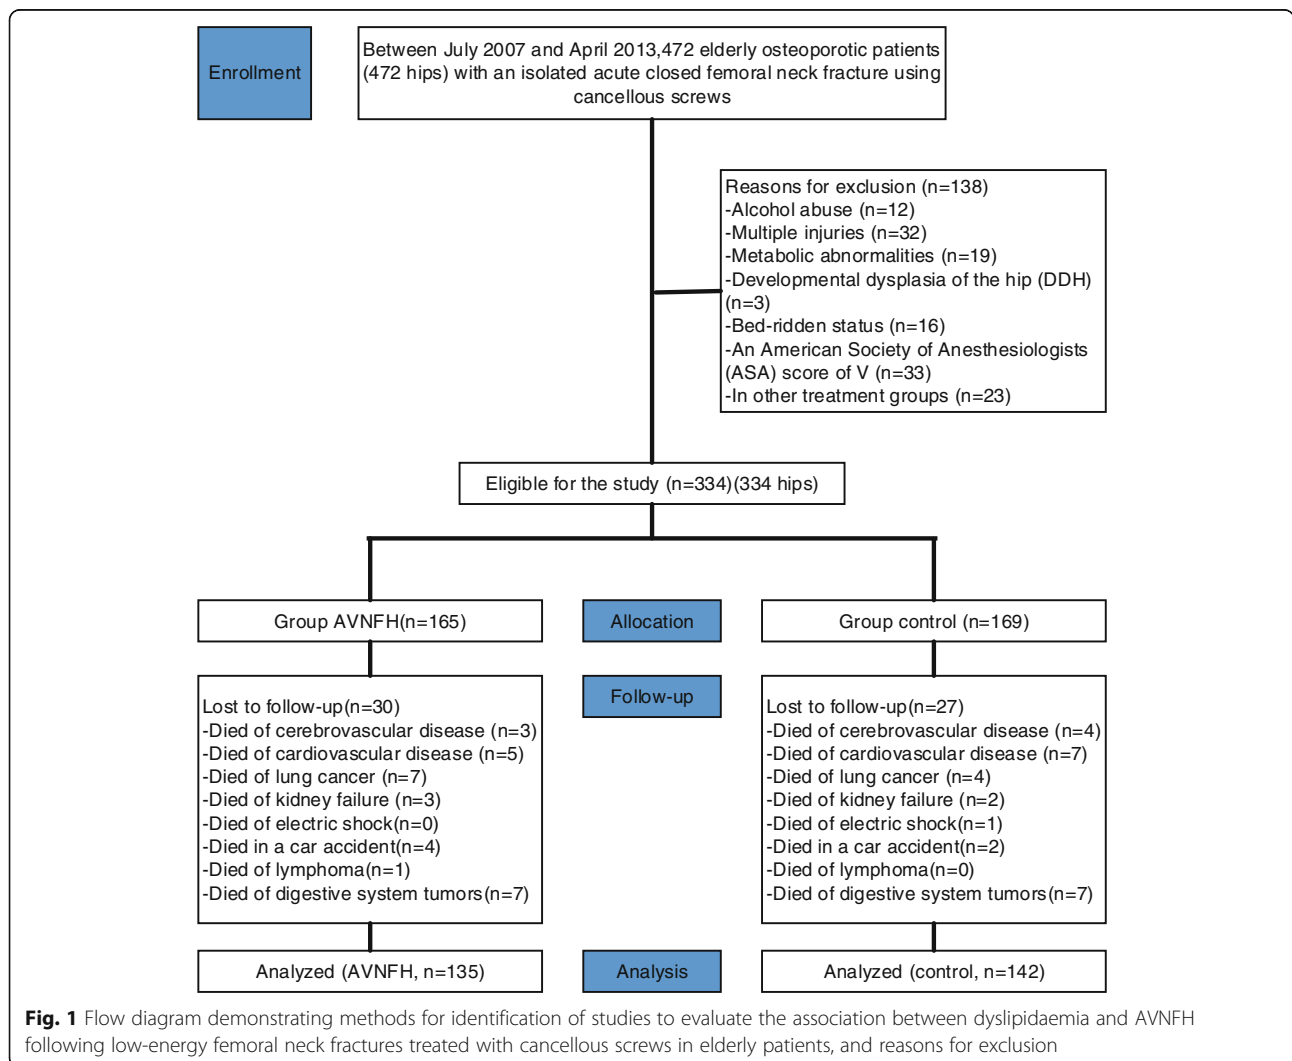 Enrollment
Between July 2007 and April 2013,472 elderly osteoporotic patients
(472 hips) with an isolated acute closed femoral neck fracture using
cancellous screws
Reasons for exclusion (n=138)
-Alcohol abuse (n=12)
-Multiple injuries (n=32)
-Metabolic abnormalities (n=19)
-Developmental dysplasia of the hip (DDH)
(n=3)
-Bed-ridden status (n=16)
-An American Society of Anesthesiologists
(ASA) score of V (n=33)
-In other treatment groups (n=23)
Eligible for the study (n=334)(334 hips)
Group AVNFH(n=165)
Allocation
Group control (n=169)
Lost to follow-up(n=30)
-Died of cerebrovascular disease (n=3)
-Died of cardiovascular disease (n=5)
-Died of lung cancer (n=7)
-Died of kidney failure (n=3)
-Died of electric shock(n=0)
-Died in a car accident(n=4)
-Died of lymphoma(n=1)
-Died of digestive system tumors(n=7)
Follow-up
Lost to follow-up(n=27)
-Died of cerebrovascular disease (n=4)
-Died of cardiovascular disease (n=7)
-Died of lung cancer (n=4)
-Died of kidney failure (n=2)
-Died of electric shock(n=1)
-Died in a car accident(n=2)
-Died of lymphoma(n=0)
-Died of digestive system tumors(n=7)
Analyzed (AVNFH, n=135)
Analysis
Analyzed (control, n=142)
Fig. 1 Flow diagram demonstrating methods for identification of studies to evaluate the association between dyslipidaemia and AVNFH
following low-energy femoral neck fractures treated with cancellous screws in elderly patients, and reasons for exclusion